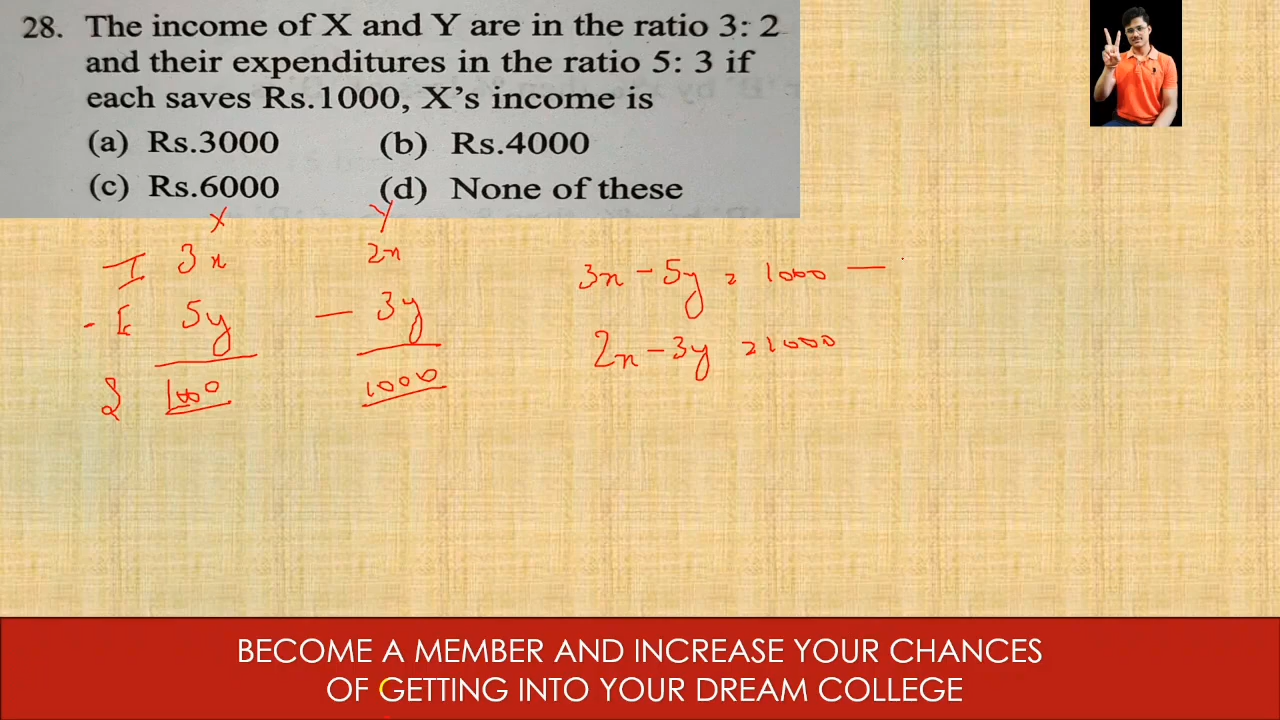 28. The income of X and Y are in the ratio 3: 2
and their expenditures in the ratio 5: 3 if
each saves Rs.1000, X's income is
(a) Rs.3000 (b) Rs.4000
(c) Rs.6000 (d) None of these
X Y
I 3x 2x
- E 5y — 3y
S 1000 1000
3x - 5y = 1000 —
2x - 3y = 1000
BECOME A MEMBER AND INCREASE YOUR CHANCES
OF GETTING INTO YOUR DREAM COLLEGE